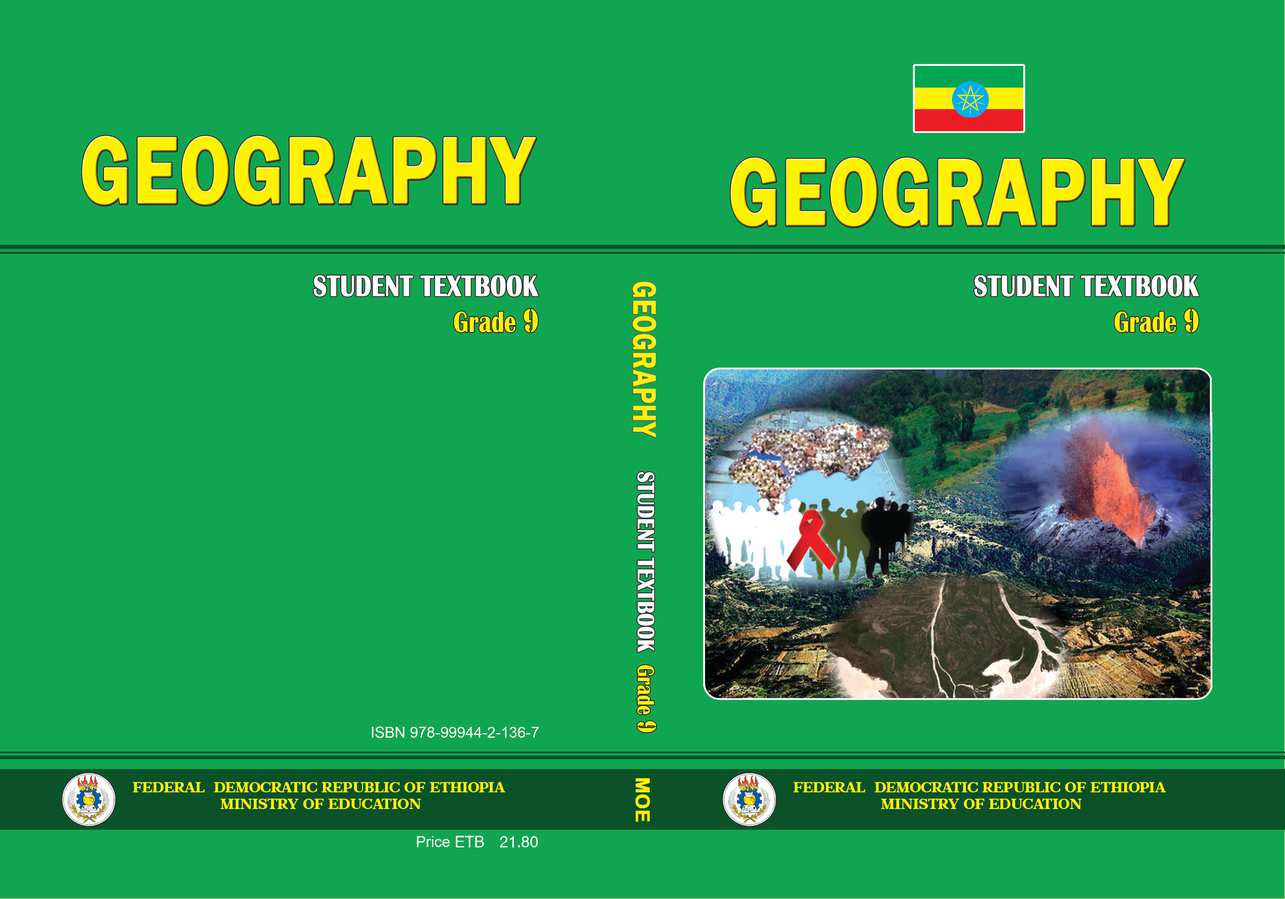 GEOGRAPHY
STUDENT TEXTBOOK
Grade 9
ISBN 978-99944-2-136-7
FEDERAL DEMOCRATIC REPUBLIC OF ETHIOPIA
MINISTRY OF EDUCATION
Price ETB 21.80
GEOGRAPHY STUDENT TEXTBOOK Grade 9 MOE
GEOGRAPHY
STUDENT TEXTBOOK
Grade 9
FEDERAL DEMOCRATIC REPUBLIC OF ETHIOPIA
MINISTRY OF EDUCATION